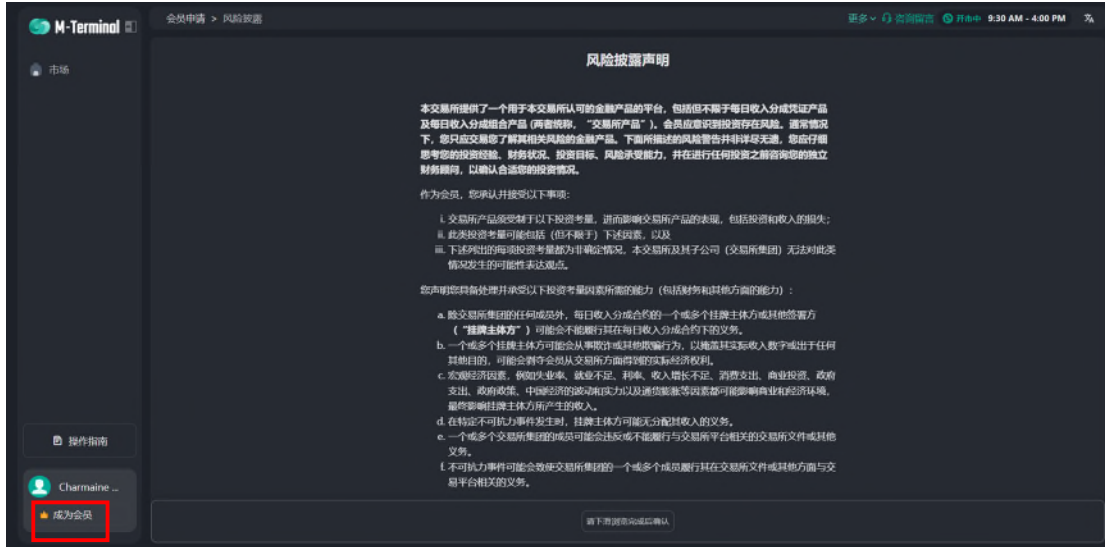 M-Terminal
会员申请 > 风险披露
更多 咨询留言 开市中 9:30 AM - 4:00 PM
市场
风险披露声明
本交易所提供了一个用于本交易所认可的金融产品的平台，包括但不限于每日收入分成凭证产品
及每日收入分成组合产品 (两者统称，“交易所产品”)。会员应意识到投资存在风险。通常情况
下，您只应交易您了解其相关风险的金融产品。下面所描述的风险警告并非详尽无遗，您应仔细
思考您的投资经验、财务状况、投资目标、风险承受能力，并在进行任何投资之前咨询您的独立
财务顾问，以确认合适您的投资情况。
作为会员，您承认并接受以下事项:
i. 交易所产品须受制于以下投资考量，进而影响交易所产品的表现，包括投资和收入的损失;
ii. 此类投资考量可能包括（但不限于）下述因素，以及
iii. 下述列出的每项投资考量都为非确定情况，本交易所及其子公司（交易所集团）无法对此类
情况发生的可能性表达观点。
您声明您具备处理并承受以下投资考量因素所需的能力（包括财务和其他方面的能力）:
a. 除交易所集团的任何成员外，每日收入分成合约的一个或多个挂牌主体方或其他签署方
（“挂牌主体方”）可能会不能履行其在每日收入分成合约下的义务。
b. 一个或多个挂牌主体方可能会从事欺诈或其他欺骗行为，以掩盖其实际收入数字或出于任何
其他目的，可能会剥夺会员从交易所方面得到的实际经济权利。
c. 宏观经济因素，例如失业率、就业不足、利率、收入增长不足、消费支出、商业投资、政府
支出、政府政策、中国经济的波动和实力以及通货膨胀等因素都可能影响商业和经济环境，
最终影响挂牌主体方所产生的收入。
d. 在特定不可抗力事件发生时，挂牌主体方可能无分配其收入的义务。
e. 一个或多个交易所集团的成员可能会违反或不能履行与交易所平台相关的交易所文件或其他
义务。
f. 不可抗力事件可能会致使交易所集团的一个或多个成员履行其在交易所文件或其他方面与交
易平台相关的义务。
操作指南
Charmaine ...
成为会员
请下滑浏览完成后确认